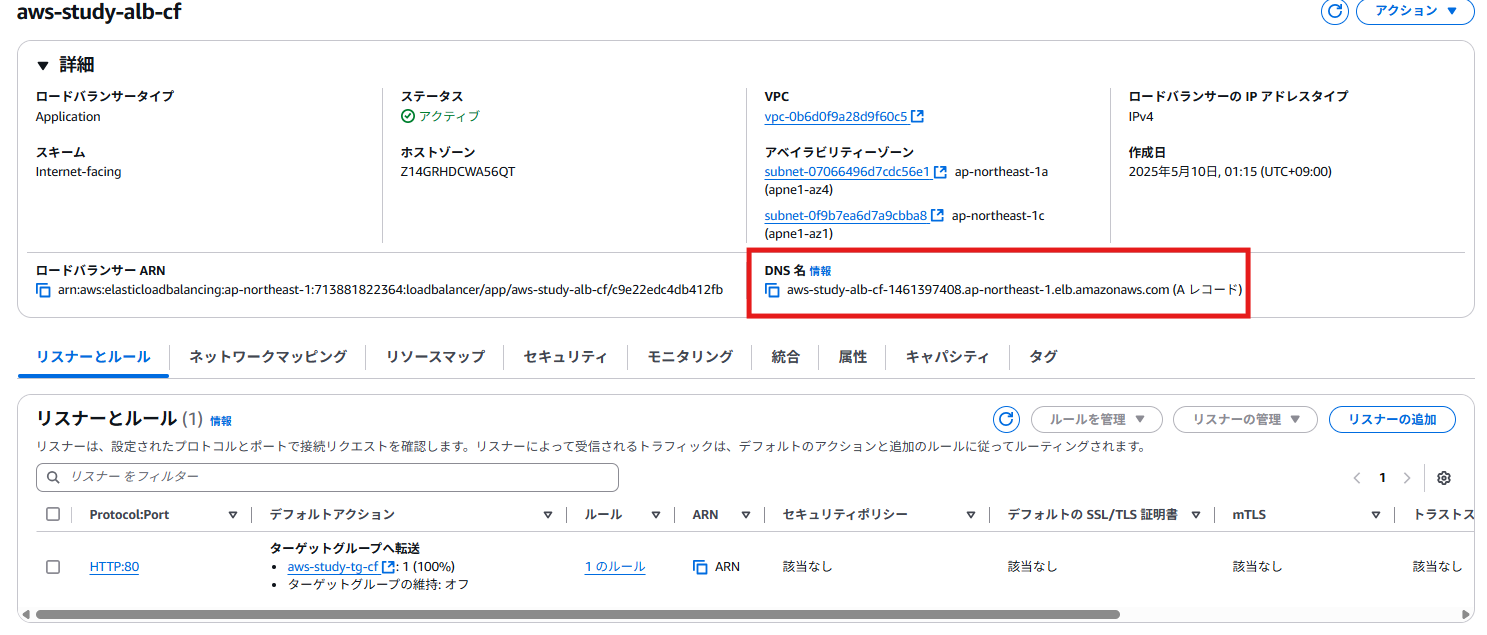 aws-study-alb-cf
アクション
詳細
ロードバランサータイプ
Application
ステータス
アクティブ
VPC
vpc-0b6d0f9a28d9f60c5
ロードバランサーの IP アドレスタイプ
IPv4
スキーム
Internet-facing
ホストゾーン
Z14GRHDCWA56QT
アベイラビリティーゾーン
subnet-07066496d7cdc56e1 ap-northeast-1a
(apne1-az4)
subnet-0f9b7ea6d7a9cbba8 ap-northeast-1c
(apne1-az1)
作成日
2025年5月10日, 01:15 (UTC+09:00)
ロードバランサー ARN
arn:aws:elasticloadbalancing:ap-northeast-1:713881822364:loadbalancer/app/aws-study-alb-cf/c9e22edc4db412fb
DNS 名 情報
aws-study-alb-cf-1461397408.ap-northeast-1.elb.amazonaws.com (A レコード)
リスナーとルール ネットワークマッピング リソースマップ セキュリティ モニタリング 統合 属性 キャパシティ タグ
リスナーとルール (1) 情報
ルールを管理 リスナーの管理 リスナーの追加
リスナーは、設定されたプロトコルとポートで接続リクエストを確認します。リスナーによって受信されるトラフィックは、デフォルトのアクションと追加のルールに従ってルーティングされます。
リスナー をフィルター
1
Protocol:Port デフォルトアクション ルール ARN セキュリティポリシー デフォルトの SSL/TLS 証明書 mTLS トラストス
HTTP:80
ターゲットグループへ転送
• aws-study-tg-cf : 1 (100%)
• ターゲットグループの維持: オフ
1 のルール
ARN
該当なし
該当なし
該当なし
該当なし